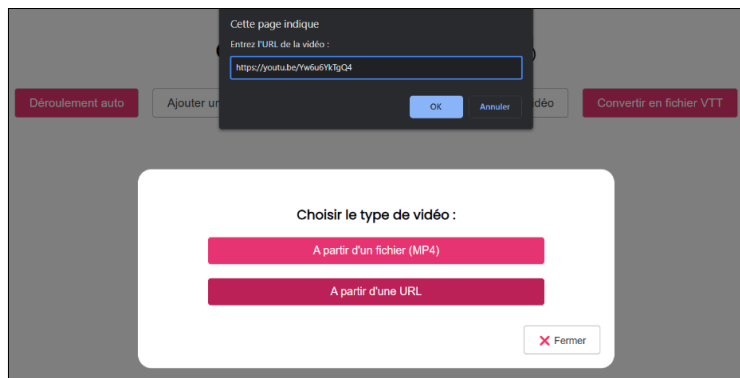 Cette page indique
Entrez l'URL de la vidéo :
https://youtu.be/Yw6u6YkTgQ4
OK
Annuler
Déroulement auto
Ajouter un
déo
Convertir en fichier VTT
Choisir le type de vidéo :
A partir d'un fichier (MP4)
A partir d'une URL
Fermer